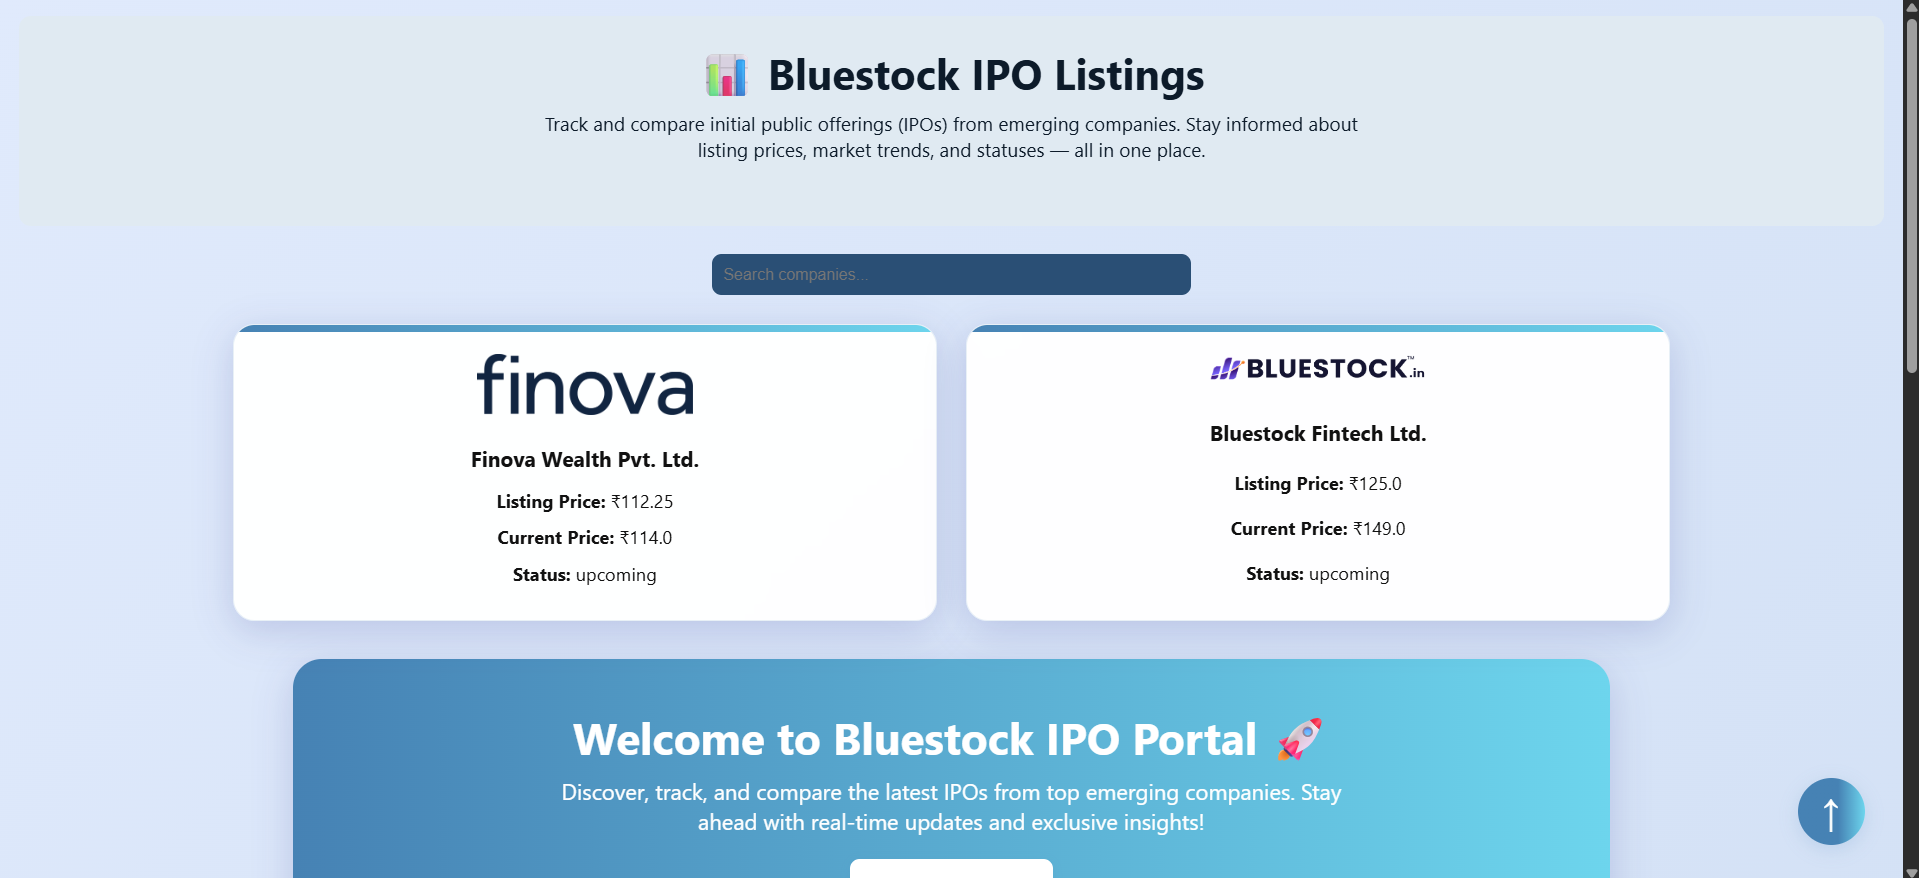 Bluestock IPO Listings
Track and compare initial public offerings (IPOs) from emerging companies. Stay informed about
listing prices, market trends, and statuses — all in one place.
Search companies...
finova
Finova Wealth Pvt. Ltd.
Listing Price: ₹112.25
Current Price: ₹114.0
Status: upcoming
BLUESTOCK.in™
Bluestock Fintech Ltd.
Listing Price: ₹125.0
Current Price: ₹149.0
Status: upcoming
Welcome to Bluestock IPO Portal 🚀
Discover, track, and compare the latest IPOs from top emerging companies. Stay
ahead with real-time updates and exclusive insights!
↑